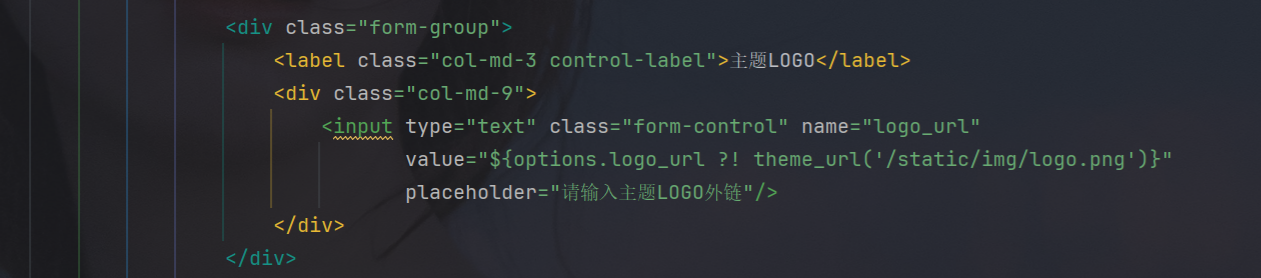 <div class="form-group">
<label class="col-md-3 control-label">主题LOGO</label>
<div class="col-md-9">
<input type="text" class="form-control" name="logo_url"
value="${options.logo_url ?! theme_url('/static/img/logo.png')}"
placeholder="请输入主题LOGO外链"/>
</div>
</div>